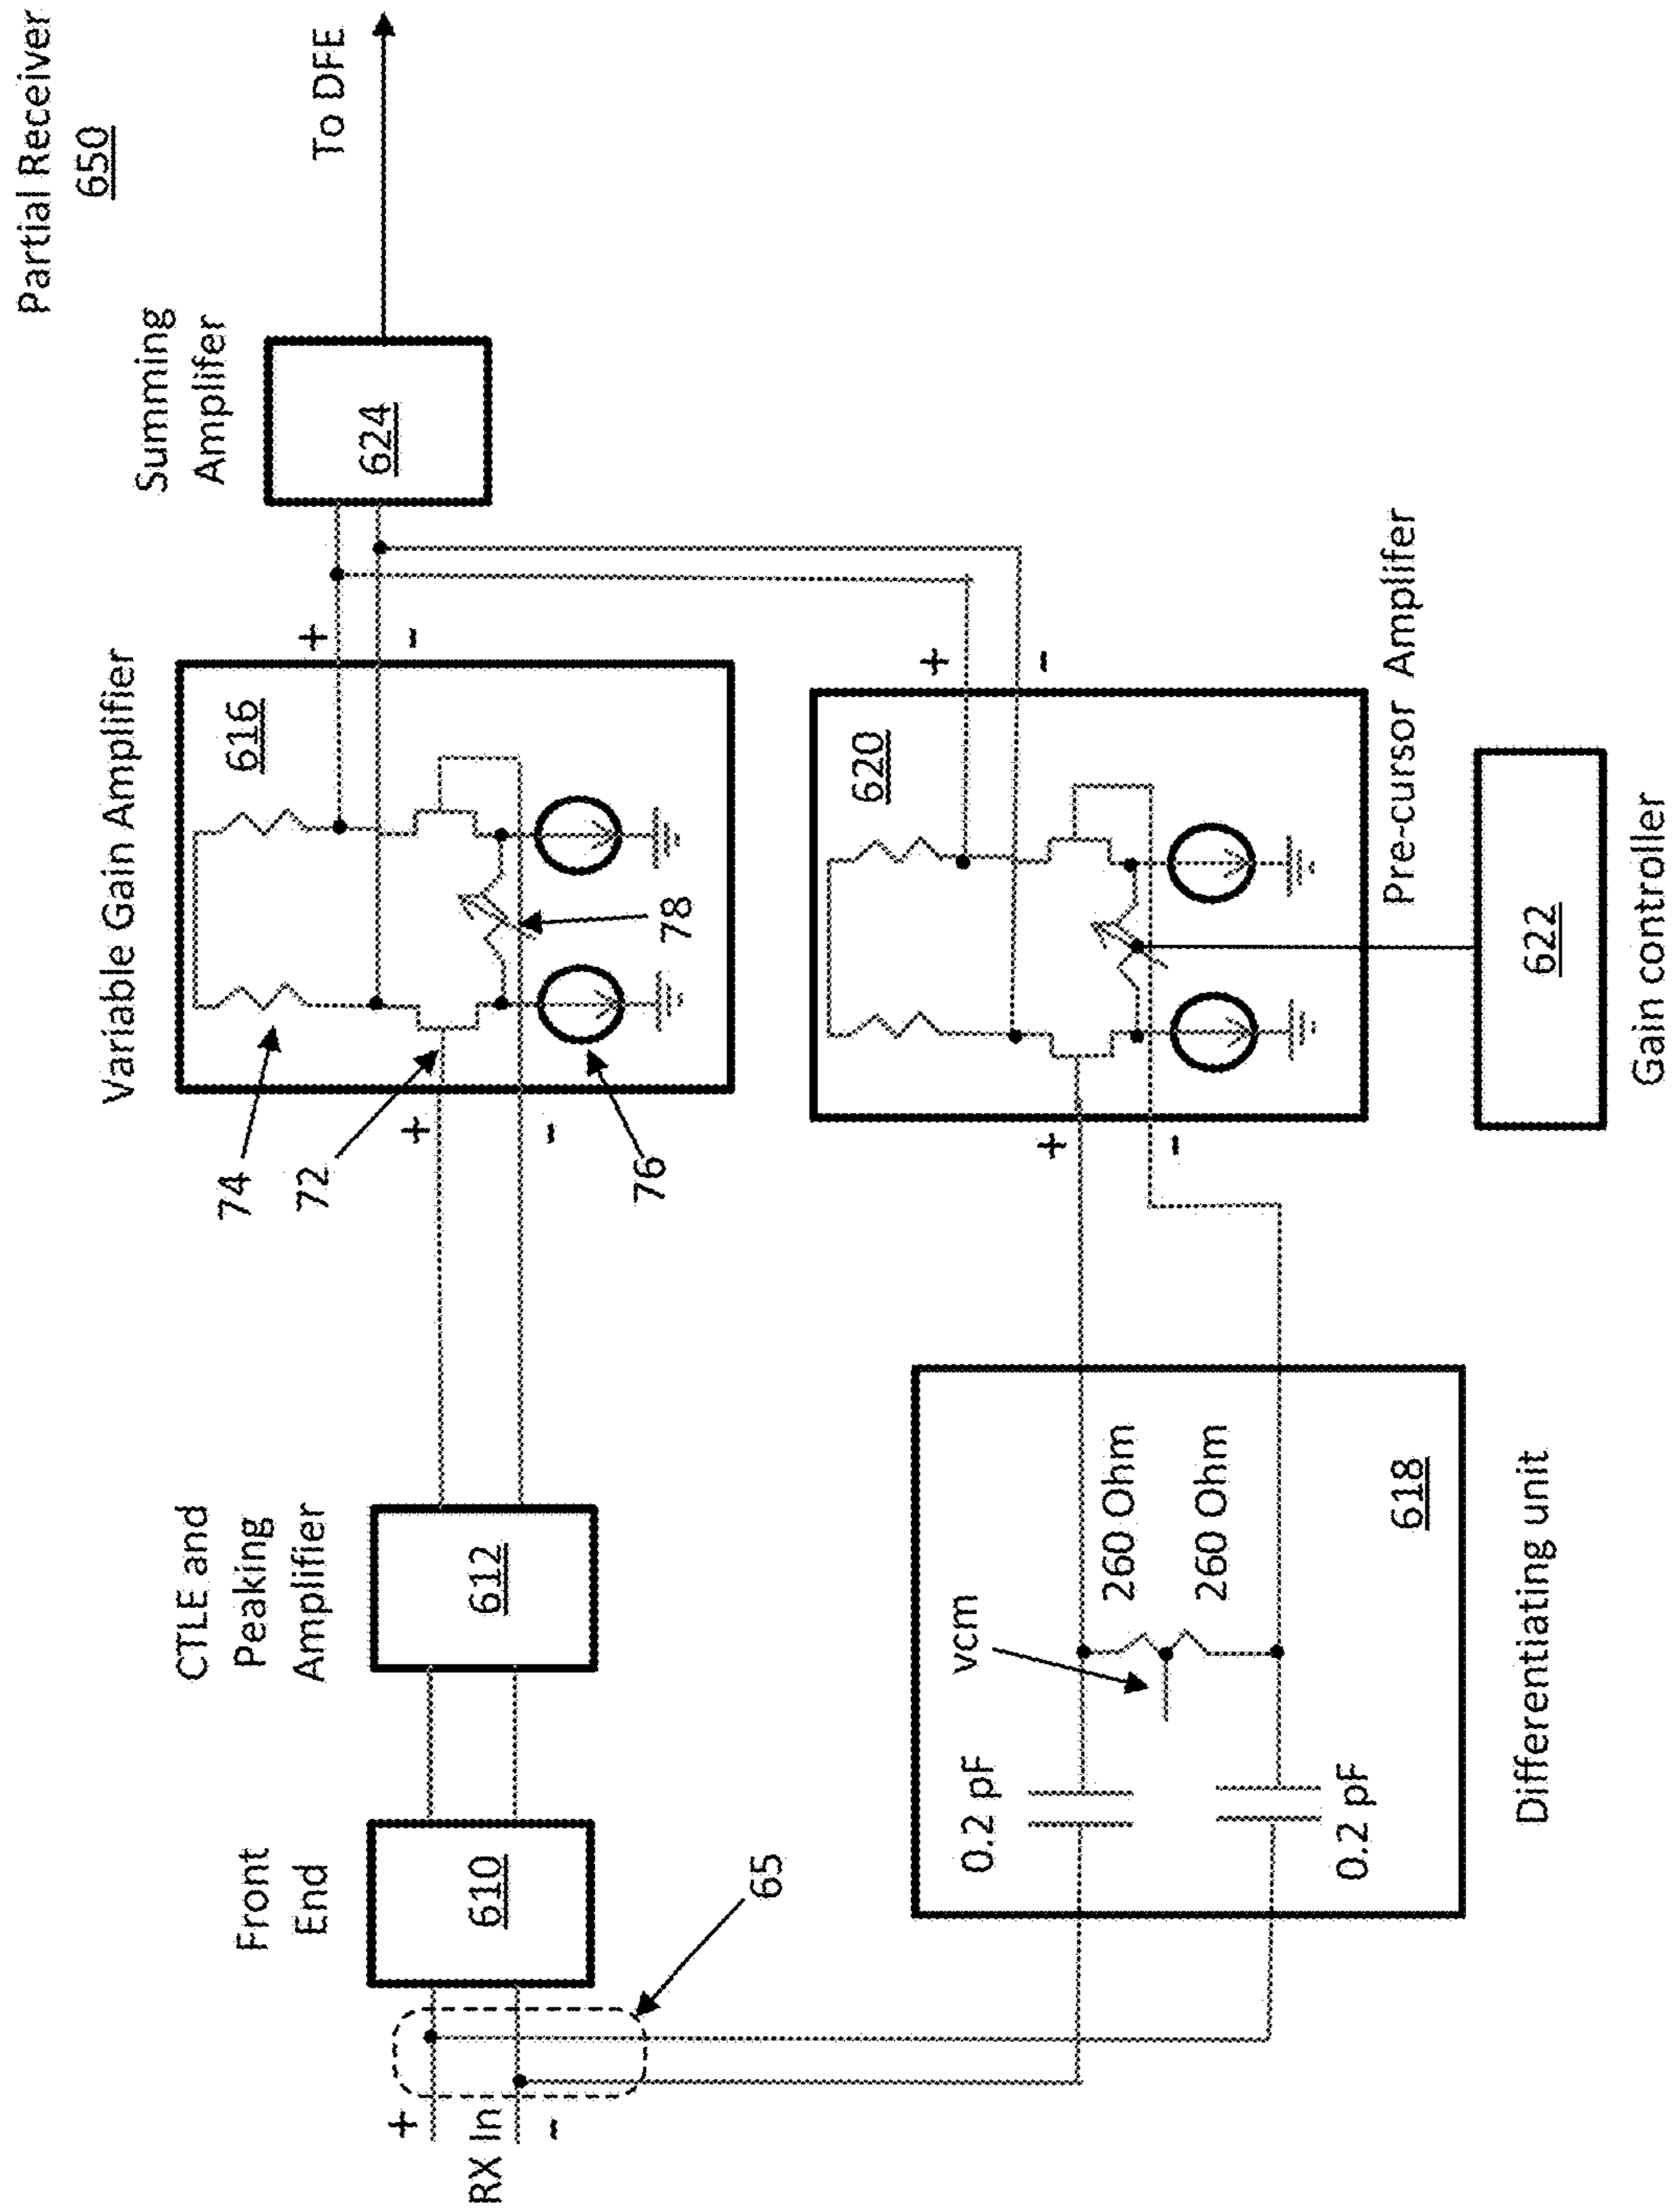 Partial Receiver
650
To DFE
Summing
Amplifer
624
Variable Gain Amplifier
616
+
-
74
72
76
78
+
-
CTLE and
Peaking
Amplifier
612
Front
End
610
65
+
RX In
-
620
+
-
+
-
Pre-cursor Amplifer
622
Gain controller
vcm
0.2 pF
260 Ohm
260 Ohm
0.2 pF
618
Differentiating unit